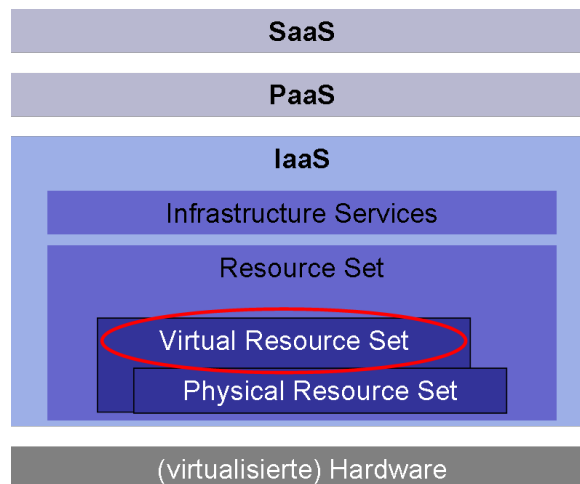 SaaS
PaaS
IaaS
Infrastructure Services
Resource Set
Virtual Resource Set
Physical Resource Set
(virtualisierte) Hardware